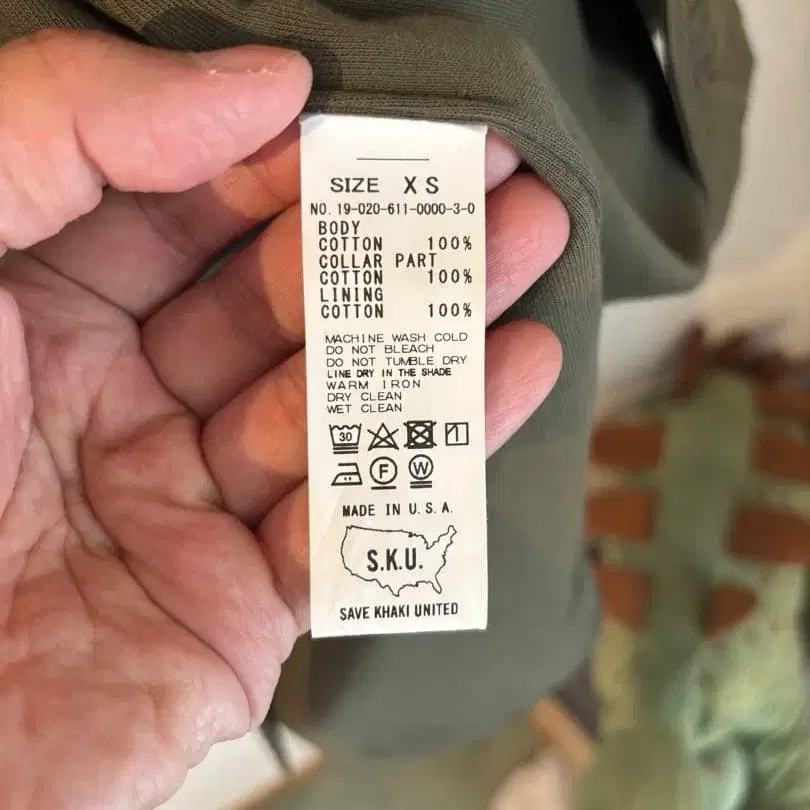 SIZE XS
NO. 19-020-611-0000-3-0
BODY
COTTON 100%
COLLAR PART
COTTON 100%
LINING
COTTON 100%
MACHINE WASH COLD
DO NOT BLEACH
DO NOT TUMBLE DRY
LINE DRY IN THE SHADE
WARM IRON
DRY CLEAN
WET CLEAN
30
F W
MADE IN U.S.A.
S.K.U.
SAVE KHAKI UNITED